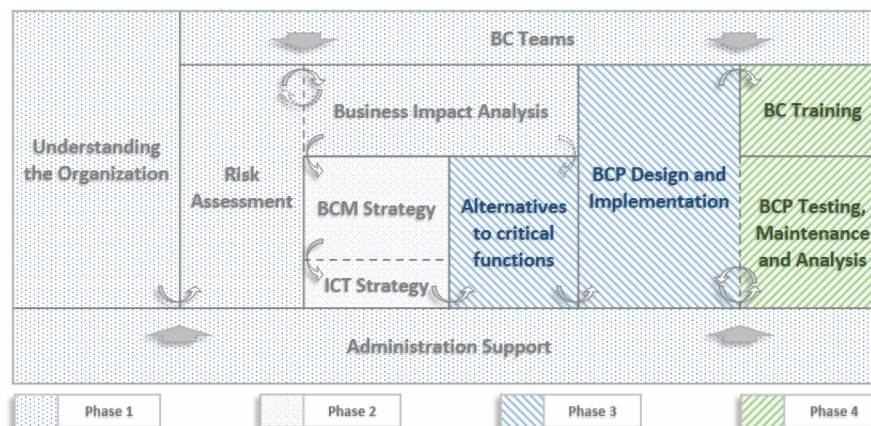 BC Teams
Business Impact Analysis
BC Training
Understanding
the Organization
Risk
Assessment
BCM Strategy
ICT Strategy
Alternatives
to critical
functions
BCP Design and
Implementation
BCP Testing,
Maintenance
and Analysis
Administration Support
Phase 1
Phase 2
Phase 3
Phase 4